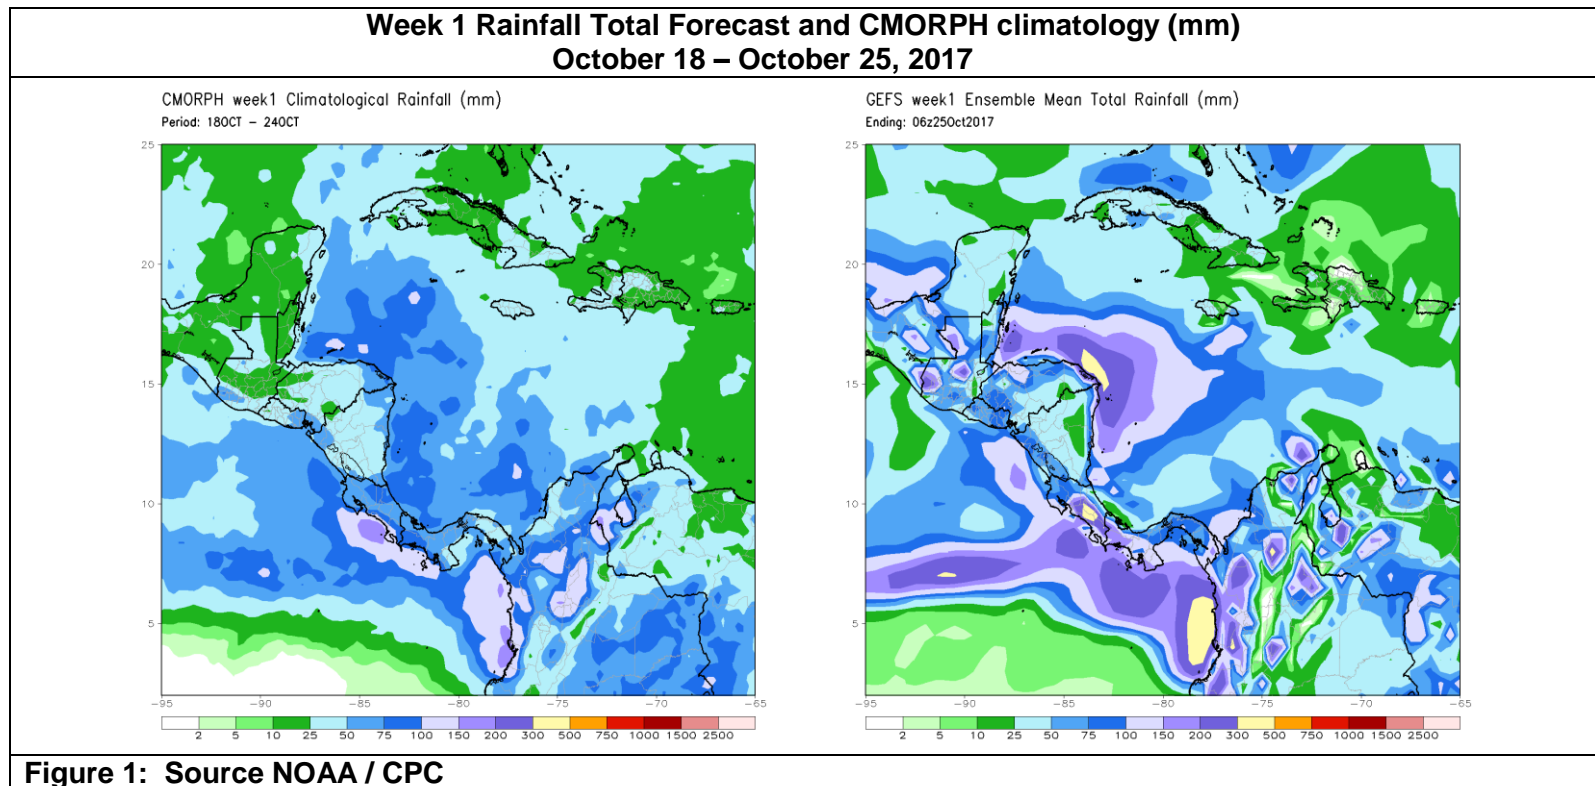 Week 1 Rainfall Total Forecast and CMORPH climatology (mm)
October 18 – October 25, 2017
CMORPH week1 Climatological Rainfall (mm)
Period: 18OCT – 24OCT
25
20
15
10
5
−95 −90 −85 −80 −75 −70 −65
2 5 10 25 50 75 100 150 200 300 500 750 1000 1500 2500
GEFS week1 Ensemble Mean Total Rainfall (mm)
Ending: 06z25Oct2017
25
20
15
10
5
−95 −90 −85 −80 −75 −70 −65
2 5 10 25 50 75 100 150 200 300 500 750 1000 1500 2500
Figure 1: Source NOAA / CPC